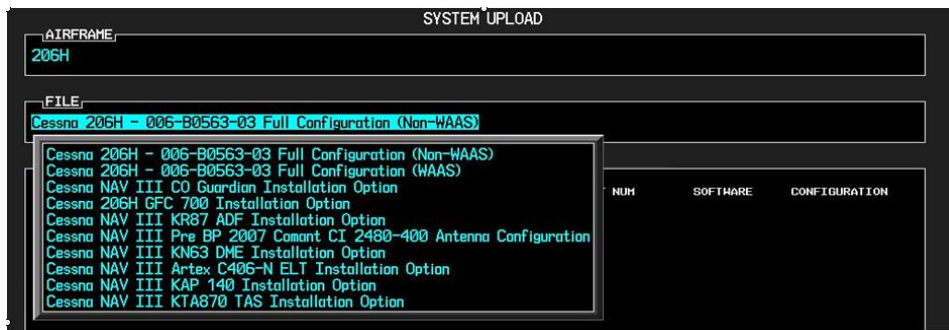 SYSTEM UPLOAD
AIRFRAME
206H
FILE
Cessna 206H - 006-B0563-03 Full Configuration (Non-WAAS)
Cessna 206H - 006-B0563-03 Full Configuration (Non-WAAS)
Cessna 206H - 006-B0563-03 Full Configuration (WAAS)
Cessna NAV III CO Guardian Installation Option
Cessna 206H GFC 700 Installation Option
Cessna NAV III KR87 ADF Installation Option
Cessna NAV III Pre BP 2007 Comant CI 2480-400 Antenna Configuration
Cessna NAV III KN63 DME Installation Option
Cessna NAV III Artex C406-N ELT Installation Option
Cessna NAV III KAP 140 Installation Option
Cessna NAV III KTA870 TAS Installation Option
NUM SOFTWARE CONFIGURATION